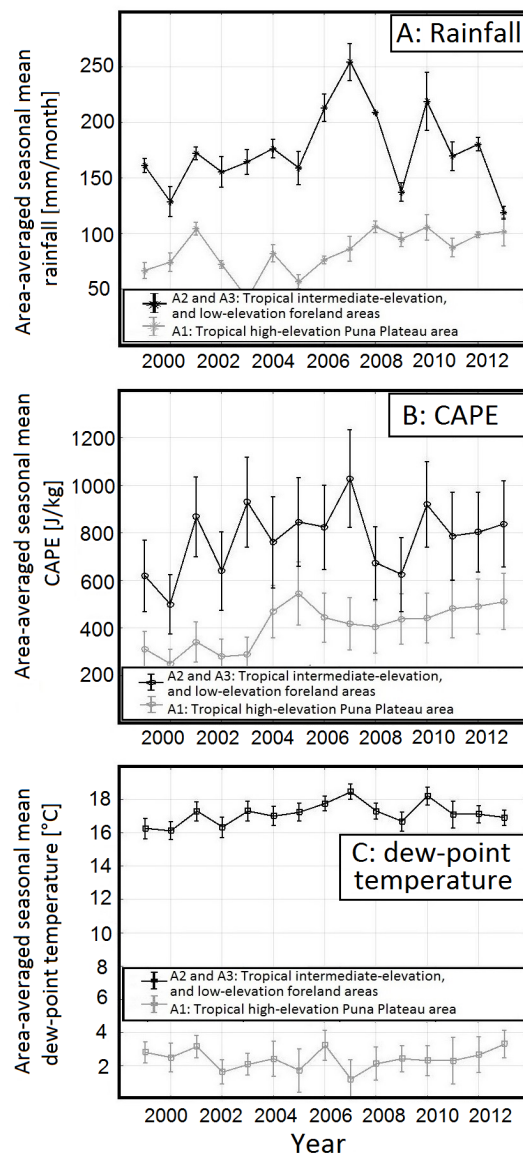 A: Rainfall
Area-averaged seasonal mean
rainfall [mm/month]
250
200
150
100
50
A2 and A3: Tropical intermediate-elevation,
and low-elevation foreland areas
A1: Tropical high-elevation Puna Plateau area
2000 2002 2004 2006 2008 2010 2012
B: CAPE
Area-averaged seasonal mean
CAPE [J/kg]
1200
1000
800
600
400
200
A2 and A3: Tropical intermediate-elevation,
and low-elevation foreland areas
A1: Tropical high-elevation Puna Plateau area
2000 2002 2004 2006 2008 2010 2012
C: dew-point
temperature
Area-averaged seasonal mean
dew-point temperature [°C]
18
16
14
12
10
8
6
4
2
A2 and A3: Tropical intermediate-elevation,
and low-elevation foreland areas
A1: Tropical high-elevation Puna Plateau area
2000 2002 2004 2006 2008 2010 2012
Year